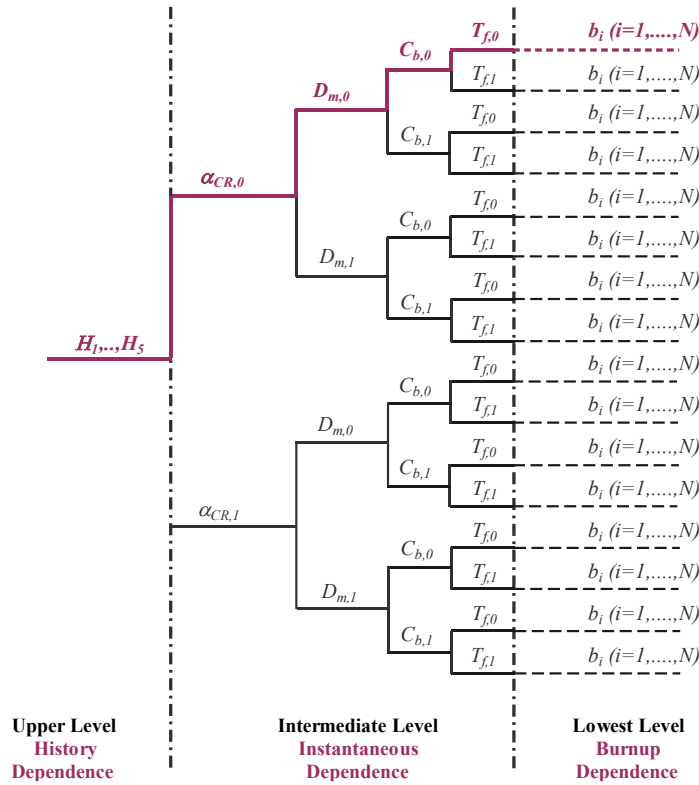 T_{f,0} b_i (i=1,....,N)
C_{b,0}
T_{f,1} b_i (i=1,....,N)
D_{m,0}
T_{f,0} b_i (i=1,....,N)
C_{b,1}
T_{f,1} b_i (i=1,....,N)
α_{CR,0}
T_{f,0} b_i (i=1,....,N)
C_{b,0}
T_{f,1} b_i (i=1,....,N)
D_{m,1}
T_{f,0} b_i (i=1,....,N)
C_{b,1}
T_{f,1} b_i (i=1,....,N)
H_1,..,H_5
T_{f,0} b_i (i=1,....,N)
C_{b,0}
T_{f,1} b_i (i=1,....,N)
D_{m,0}
T_{f,0} b_i (i=1,....,N)
C_{b,1}
T_{f,1} b_i (i=1,....,N)
α_{CR,1}
T_{f,0} b_i (i=1,....,N)
C_{b,0}
T_{f,1} b_i (i=1,....,N)
D_{m,1}
T_{f,0} b_i (i=1,....,N)
C_{b,1}
T_{f,1} b_i (i=1,....,N)
Upper Level
History
Dependence
Intermediate Level
Instantaneous
Dependence
Lowest Level
Burnup
Dependence